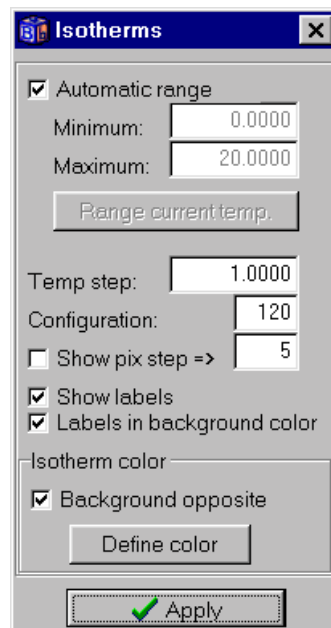 Isotherms
Automatic range
Minimum: 0.0000
Maximum: 20.0000
Range current temp.
Temp step: 1.0000
Configuration: 120
Show pix step => 5
Show labels
Labels in background color
Isotherm color
Background opposite
Define color
Apply